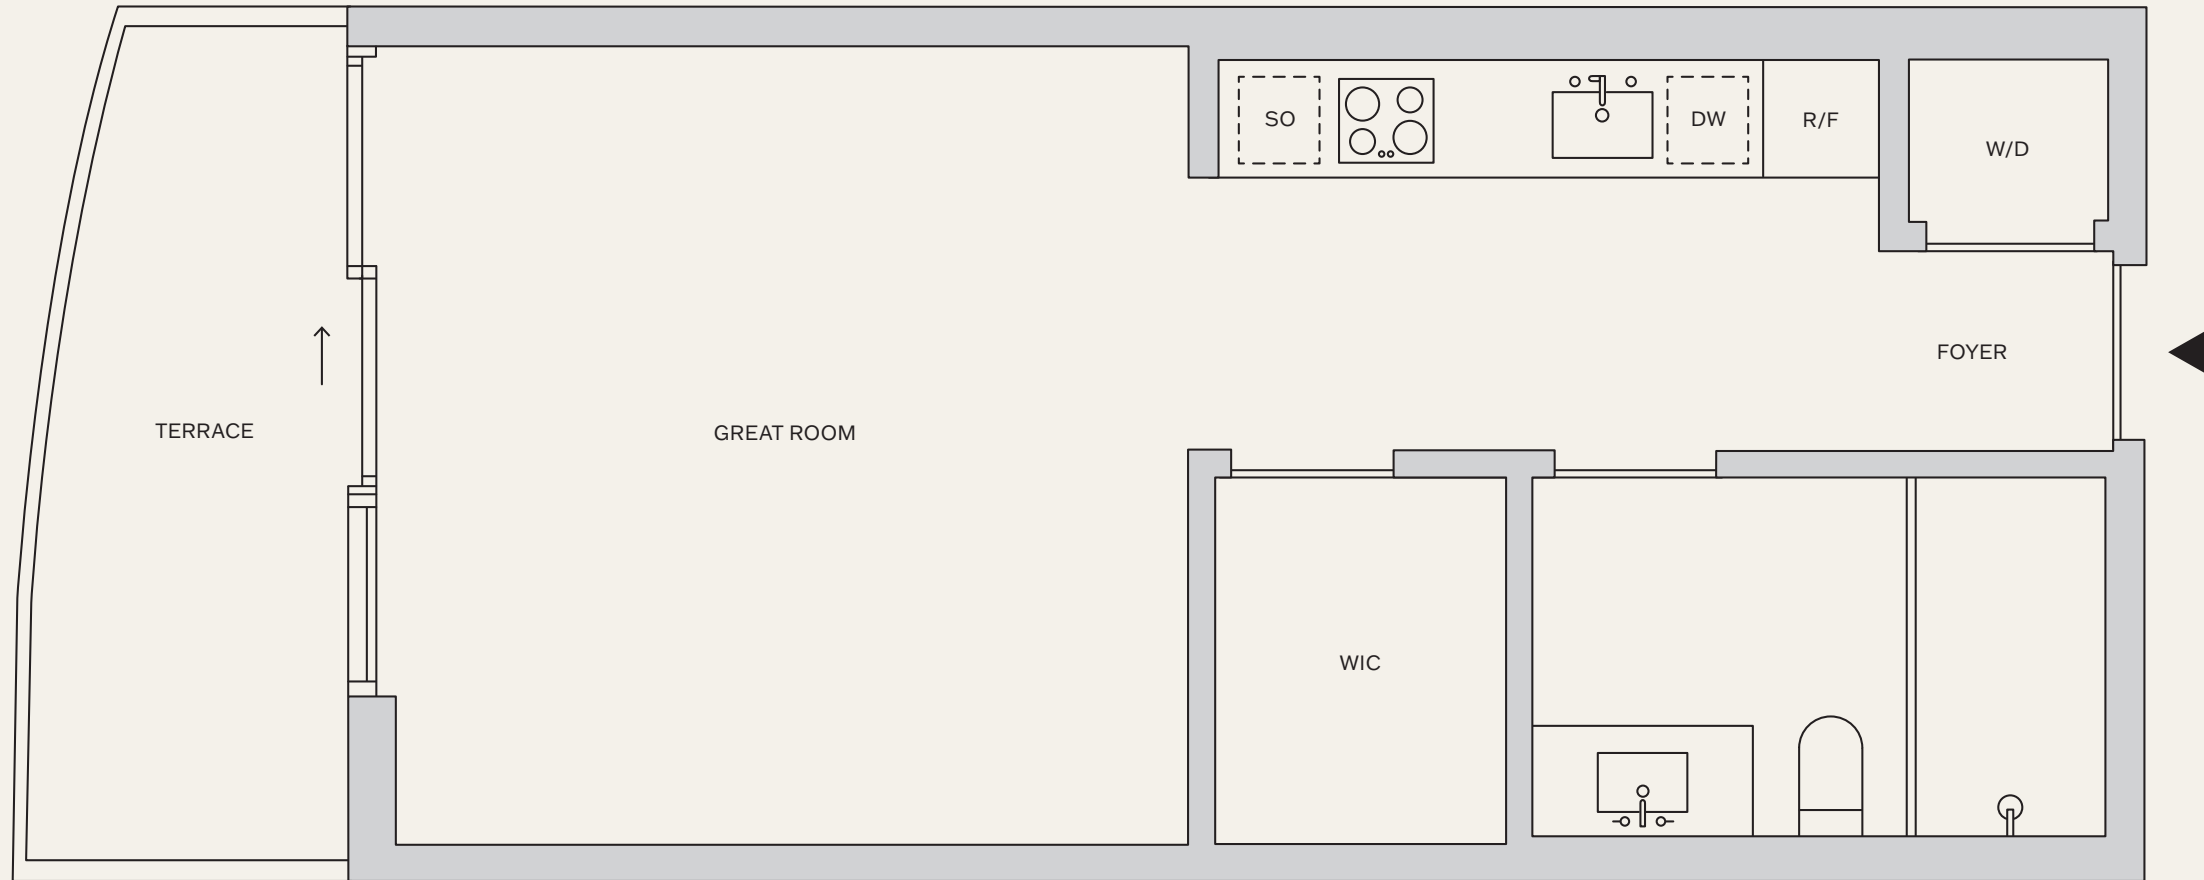 SO
DW
R/F
W/D
FOYER
TERRACE
GREAT ROOM
WIC